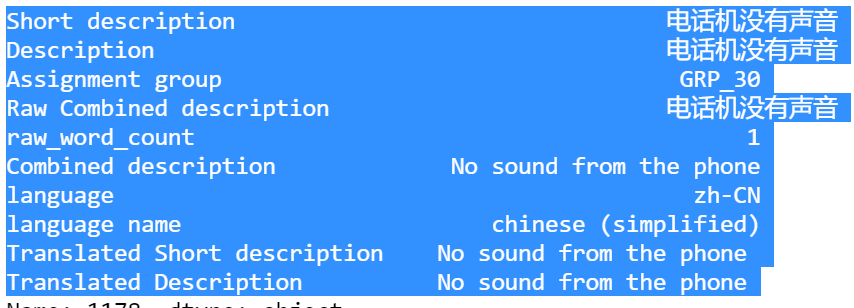 Short description 电话机没有声音
Description 电话机没有声音
Assignment group GRP_30
Raw Combined description 电话机没有声音
raw_word_count 1
Combined description No sound from the phone
language zh-CN
language name chinese (simplified)
Translated Short description No sound from the phone
Translated Description No sound from the phone
Name: 1178, dtype: object